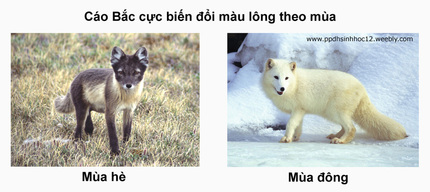 Cáo Bắc cực biến đổi màu lông theo mùa
www.ppdhsinhhoc12.weebly.com
Mùa hè
Mùa đông